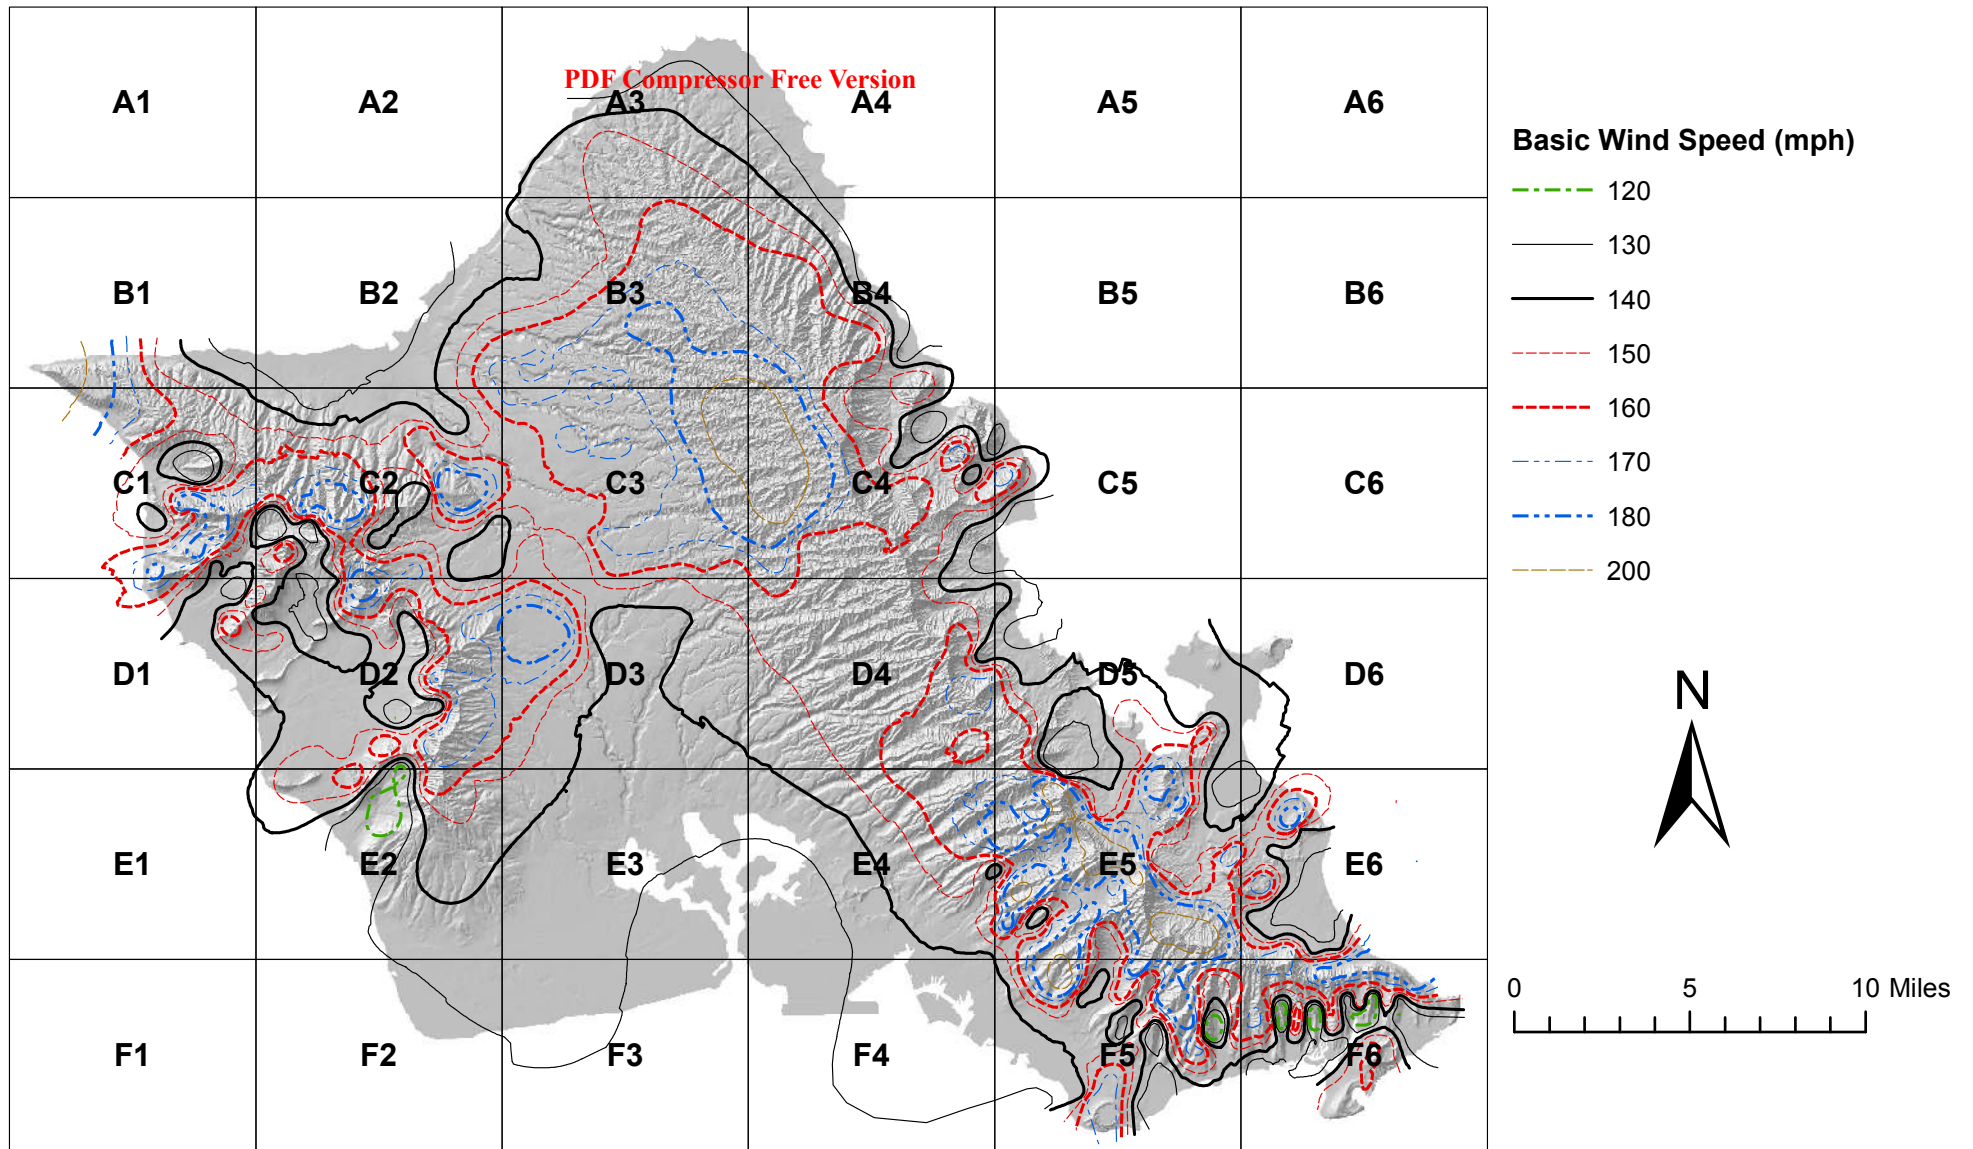 PDF Compressor Free Version
A1 A2 A3 A4 A5 A6
B1 B2 B3 B4 B5 B6
C1 C2 C3 C4 C5 C6
D1 D2 D3 D4 D5 D6
E1 E2 E3 E4 E5 E6
F1 F2 F3 F4 F5 F6
Basic Wind Speed (mph)
120
130
140
150
160
170
180
200
N
0 5 10 Miles